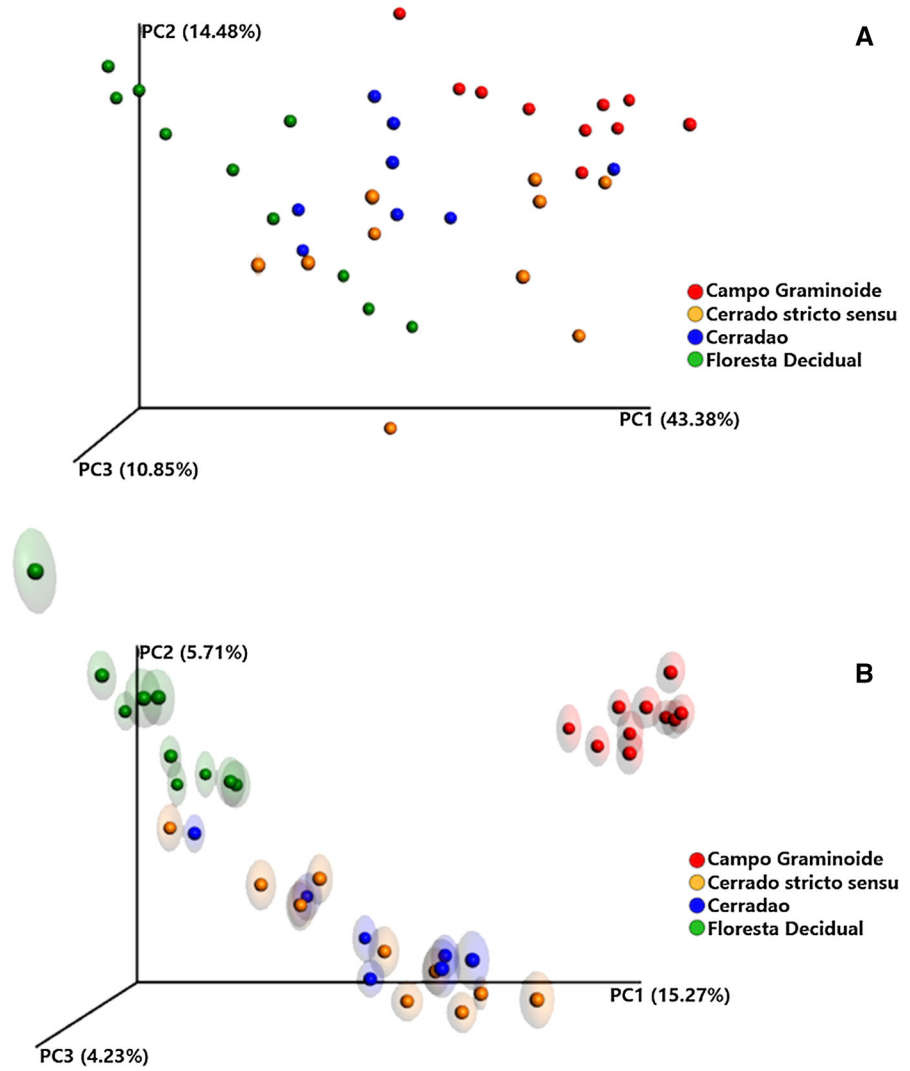 PC2 (14.48%)
A
Campo Graminoide
Cerrado stricto sensu
Cerradao
Floresta Decidual
PC1 (43.38%)
PC3 (10.85%)
PC2 (5.71%)
B
Campo Graminoide
Cerrado stricto sensu
Cerradao
Floresta Decidual
PC1 (15.27%)
PC3 (4.23%)